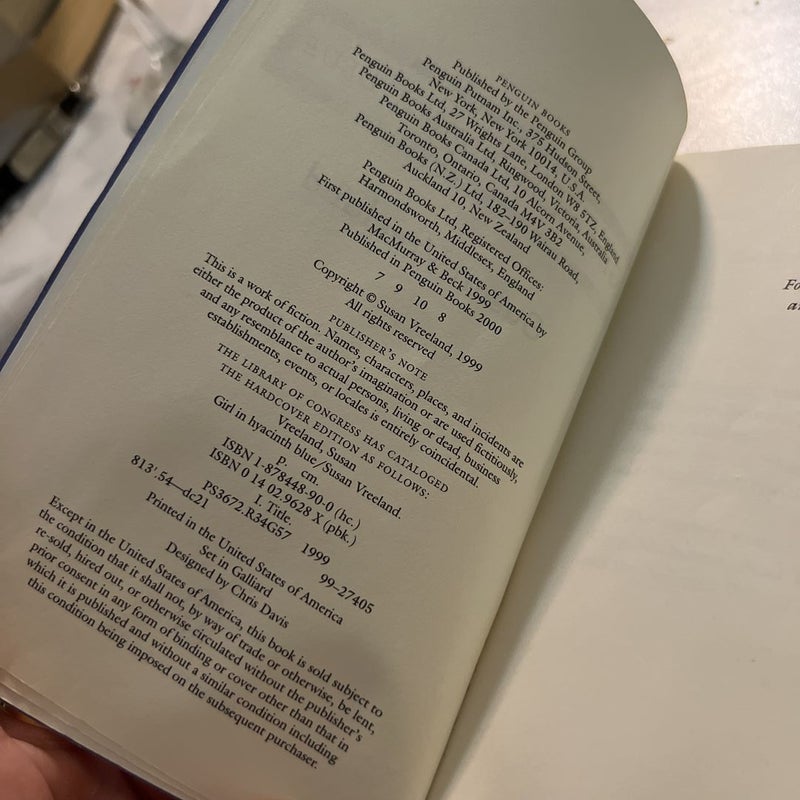 PENGUIN BOOKS
Published by the Penguin Group
Penguin Putnam Inc., 375 Hudson Street,
New York, New York 10014, U.S.A.
Penguin Books Ltd, 27 Wrights Lane, London W8 5TZ, England
Penguin Books Australia Ltd, Ringwood, Victoria, Australia
Penguin Books Canada Ltd, 10 Alcorn Avenue,
Toronto, Ontario, Canada M4V 3B2
Penguin Books (N.Z.) Ltd, 182-190 Wairau Road,
Auckland 10, New Zealand
Penguin Books Ltd, Registered Offices:
Harmondsworth, Middlesex, England
First published in the United States of America by
MacMurray & Beck 1999
Published in Penguin Books 2000
7 9 10 8
Copyright © Susan Vreeland, 1999
All rights reserved
PUBLISHER'S NOTE
This is a work of fiction. Names, characters, places, and incidents are
either the product of the author's imagination or are used fictitiously,
and any resemblance to actual persons, living or dead, business
establishments, events, or locales is entirely coincidental.
THE LIBRARY OF CONGRESS HAS CATALOGED
THE HARDCOVER EDITION AS FOLLOWS:
Vreeland, Susan
Girl in hyacinth blue/Susan Vreeland.
p. cm.
ISBN 1-878448-90-0 (hc.)
ISBN 0 14 02.9628 X (pbk.)
I. Title.
PS3672.R34G57 1999
813'.54—dc21 99-27405
Printed in the United States of America
Set in Galliard
Designed by Chris Davis
Except in the United States of America, this book is sold subject to
the condition that it shall not, by way of trade or otherwise, be lent,
re-sold, hired out, or otherwise circulated without the publisher's
prior consent in any form of binding or cover other than that in
which it is published and without a similar condition including
this condition being imposed on the subsequent purchaser.